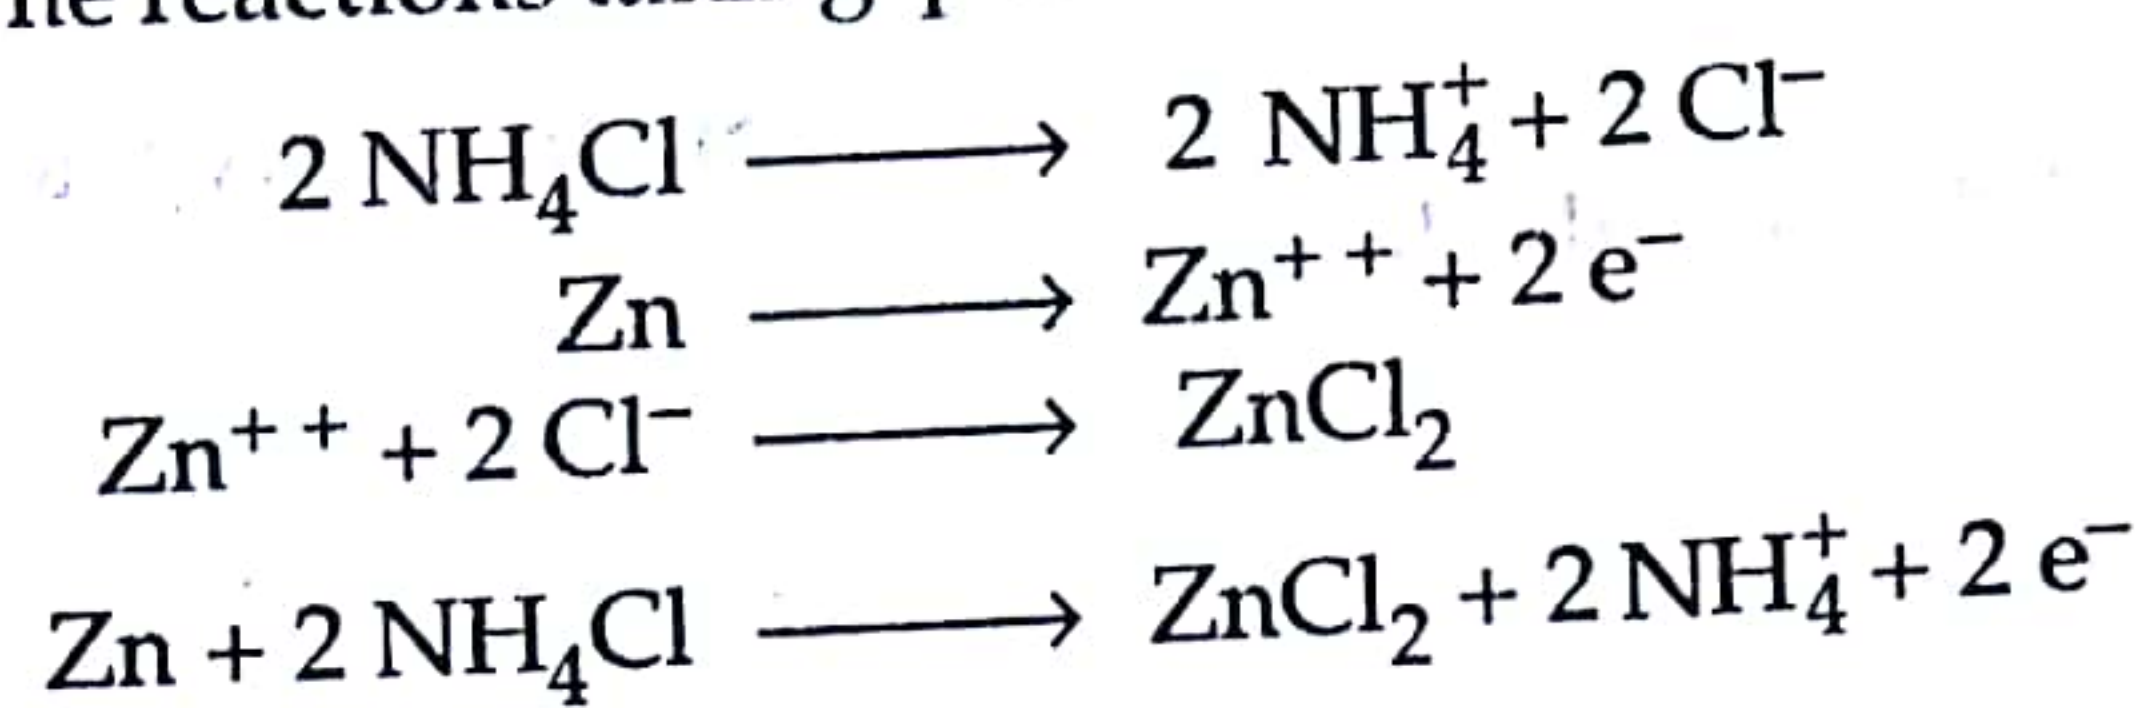 reactions
2 NH₄Cl ⟶ 2 NH₄⁺ + 2 Cl⁻
Zn ⟶ Zn⁺⁺ + 2 e⁻
Zn⁺⁺ + 2 Cl⁻ ⟶ ZnCl₂
Zn + 2 NH₄Cl ⟶ ZnCl₂ + 2 NH₄⁺ + 2 e⁻